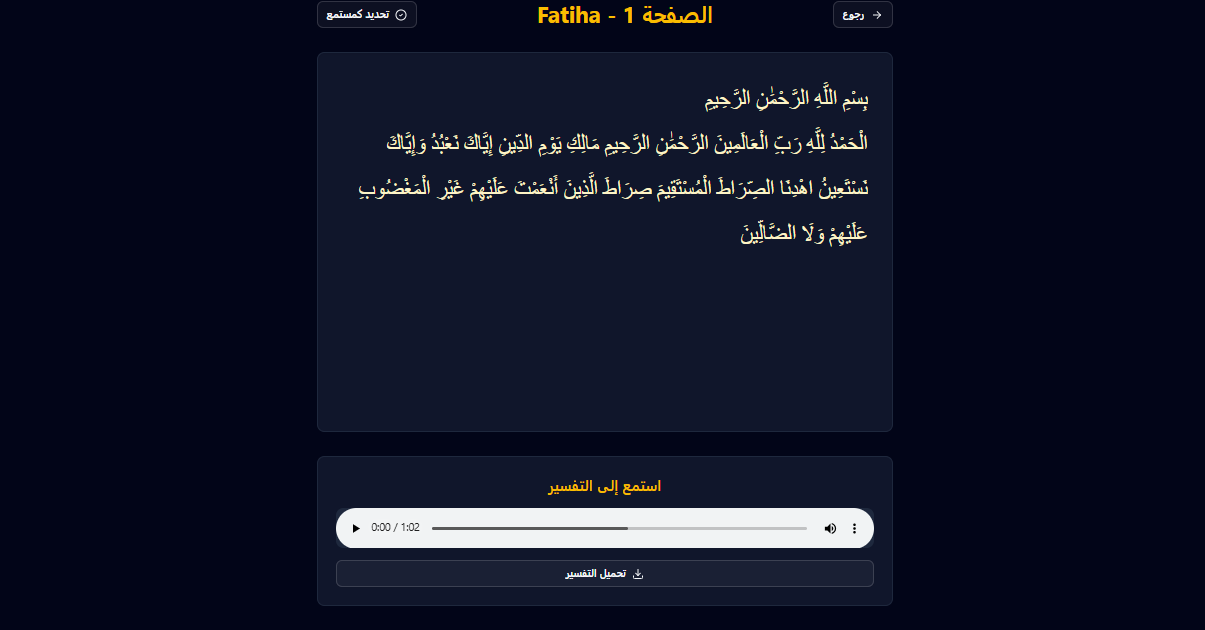 رجوع
الصفحة 1 - Fatiha
تحديد كمستمع
بِسْمِ اللَّهِ الرَّحْمَٰنِ الرَّحِيمِ
الْحَمْدُ لِلَّهِ رَبِّ الْعَالَمِينَ الرَّحْمَٰنِ الرَّحِيمِ مَالِكِ يَوْمِ الدِّينِ إِيَّاكَ نَعْبُدُ وَإِيَّاكَ
نَسْتَعِينُ اهْدِنَا الصِّرَاطَ الْمُسْتَقِيمَ صِرَاطَ الَّذِينَ أَنْعَمْتَ عَلَيْهِمْ غَيْرِ الْمَغْضُوبِ
عَلَيْهِمْ وَلَا الضَّالِّينَ
استمع إلى التفسير
0:00 / 1:02
تحميل التفسير